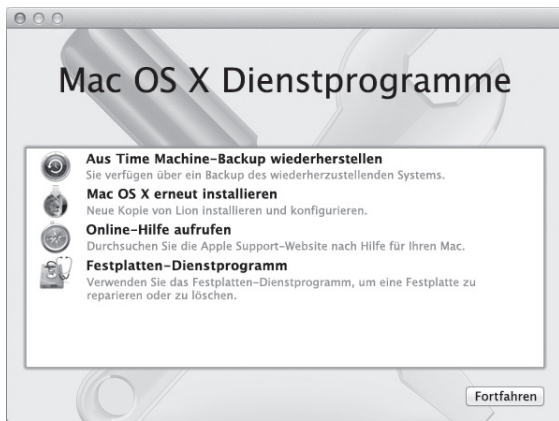 Mac OS X Dienstprogramme
Aus Time Machine-Backup wiederherstellen
Sie verfügen über ein Backup des wiederherzustellenden Systems.
Mac OS X erneut installieren
Neue Kopie von Lion installieren und konfigurieren.
Online-Hilfe aufrufen
Durchsuchen Sie die Apple Support-Website nach Hilfe für Ihren Mac.
Festplatten-Dienstprogramm
Verwenden Sie das Festplatten-Dienstprogramm, um eine Festplatte zu
reparieren oder zu löschen.
Fortfahren